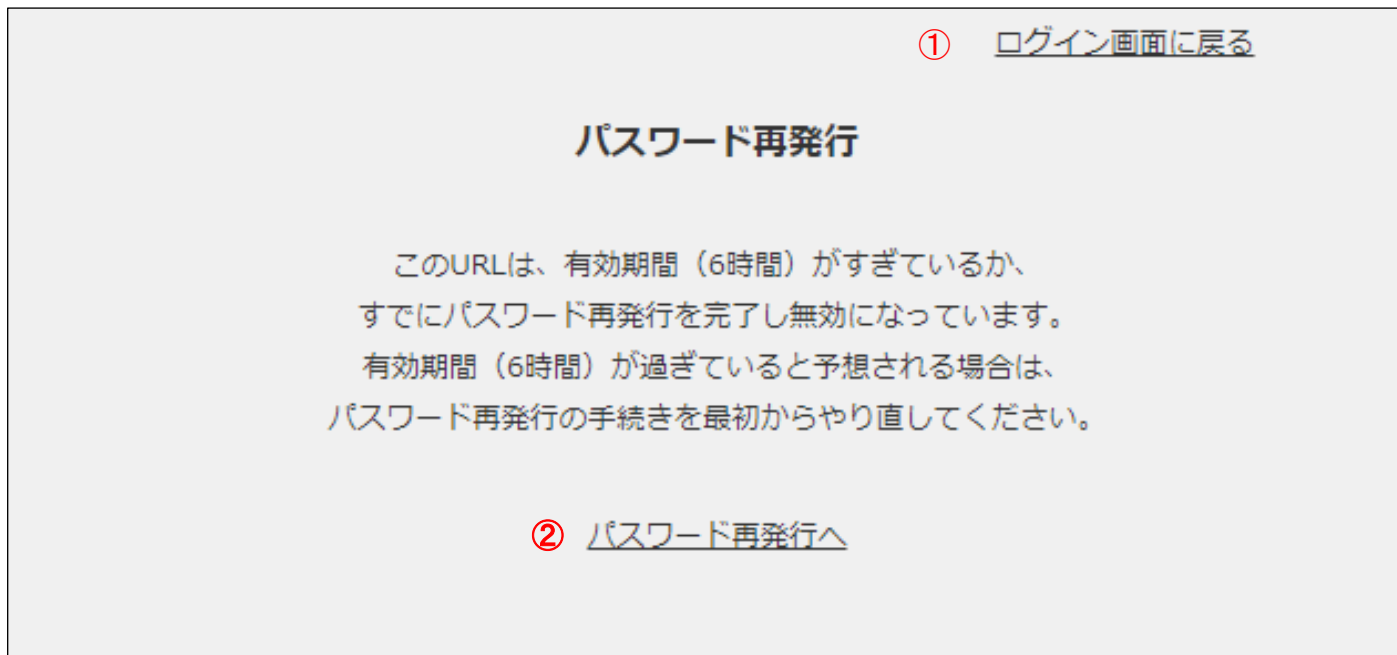 ① ログイン画面に戻る
パスワード再発行
このURLは、有効期間（6時間）がすぎているか、
すでにパスワード再発行を完了し無効になっています。
有効期間（6時間）が過ぎていると予想される場合は、
パスワード再発行の手続きを最初からやり直してください。
② パスワード再発行へ